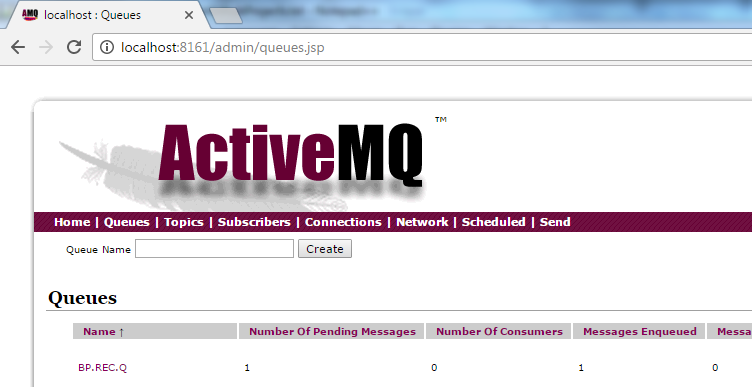 localhost : Queues
localhost:8161/admin/queues.jsp
ActiveMQ ™
Home | Queues | Topics | Subscribers | Connections | Network | Scheduled | Send
Queue Name Create
Queues
Name ↑ Number Of Pending Messages Number Of Consumers Messages Enqueued Messa
BP.REC.Q 1 0 1 0